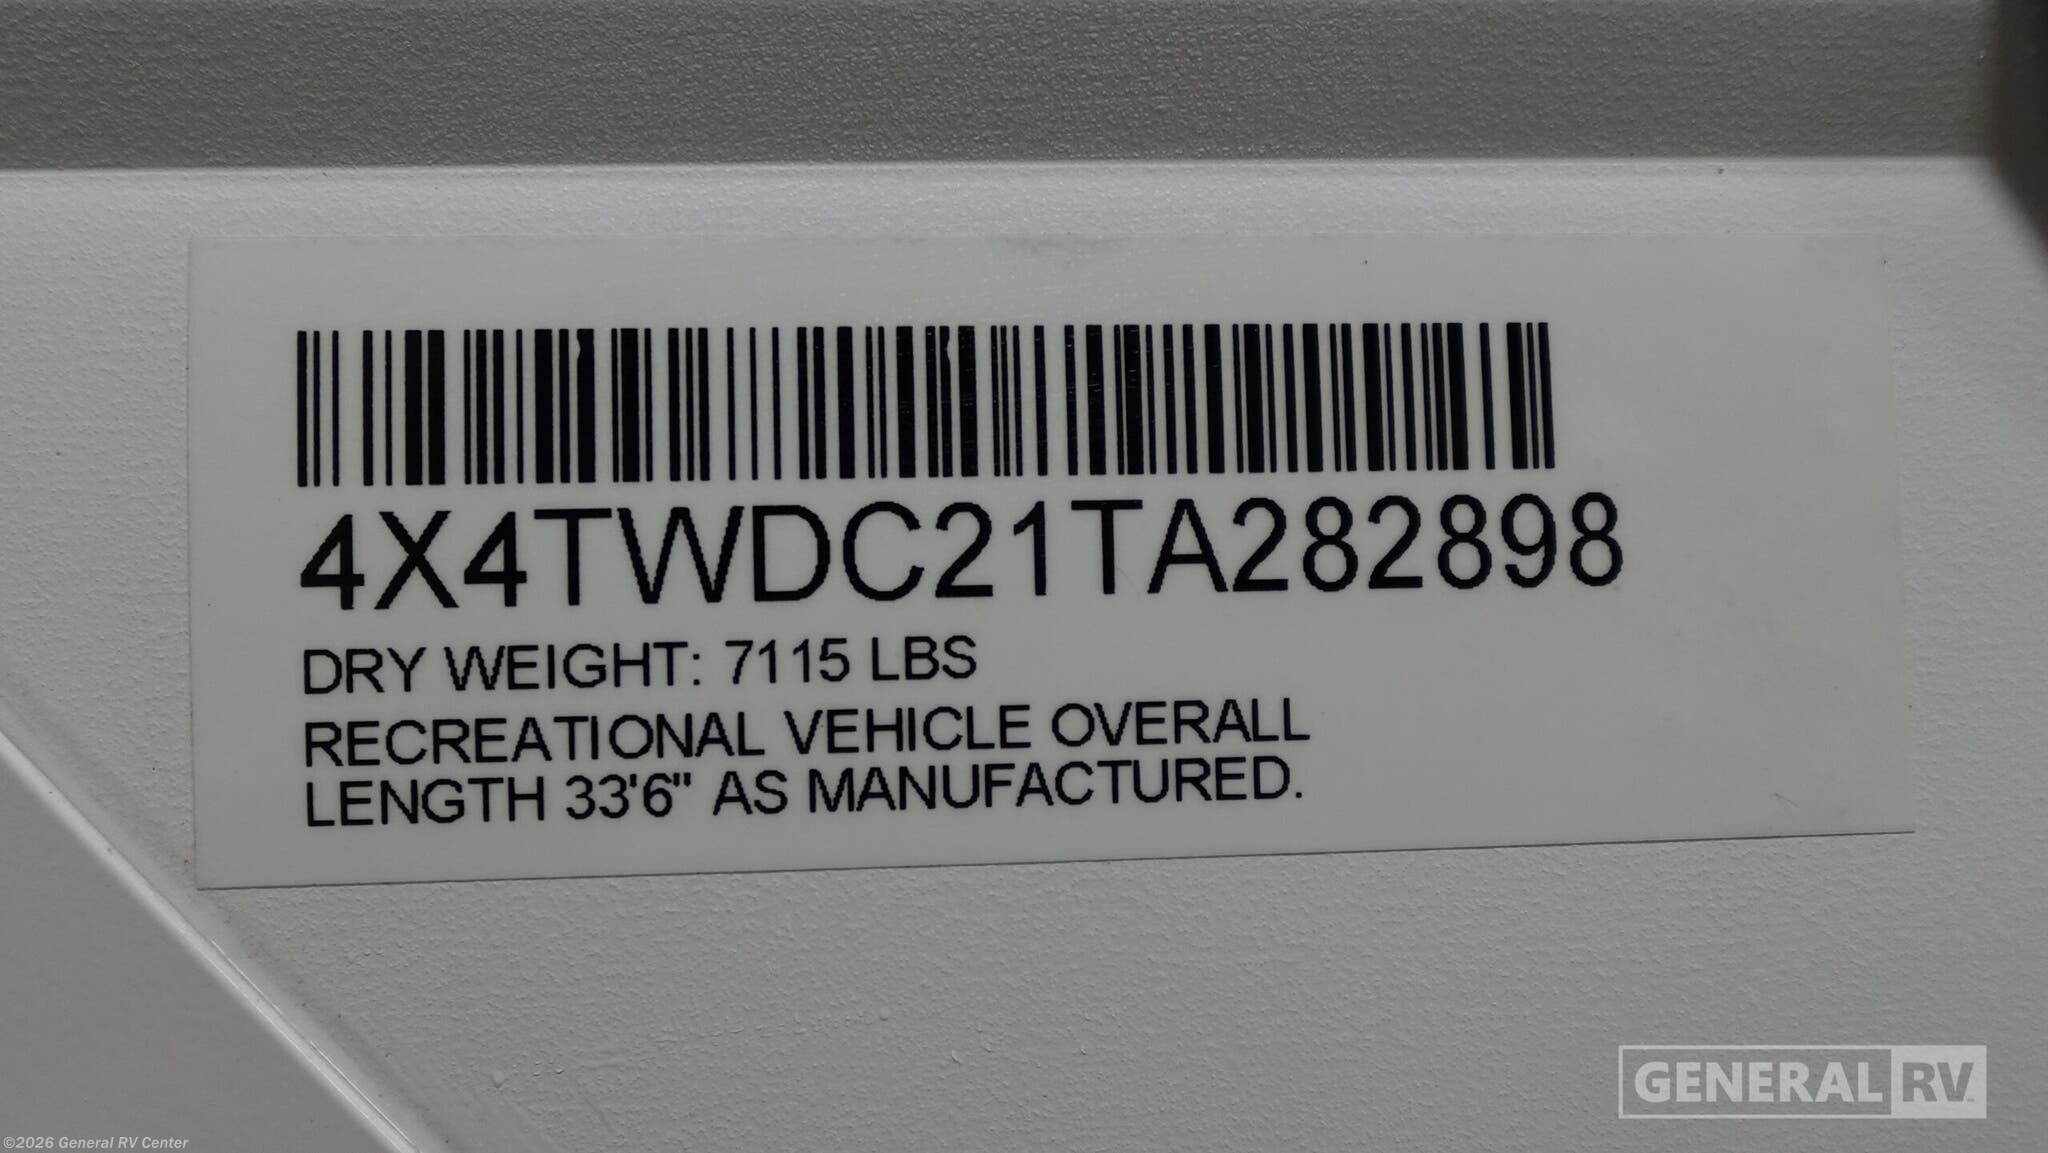 4X4TWDC21TA282898
DRY WEIGHT: 7115 LBS
RECREATIONAL VEHICLE OVERALL
LENGTH 33'6" AS MANUFACTURED.
GENERAL RV
©2026 General RV Center